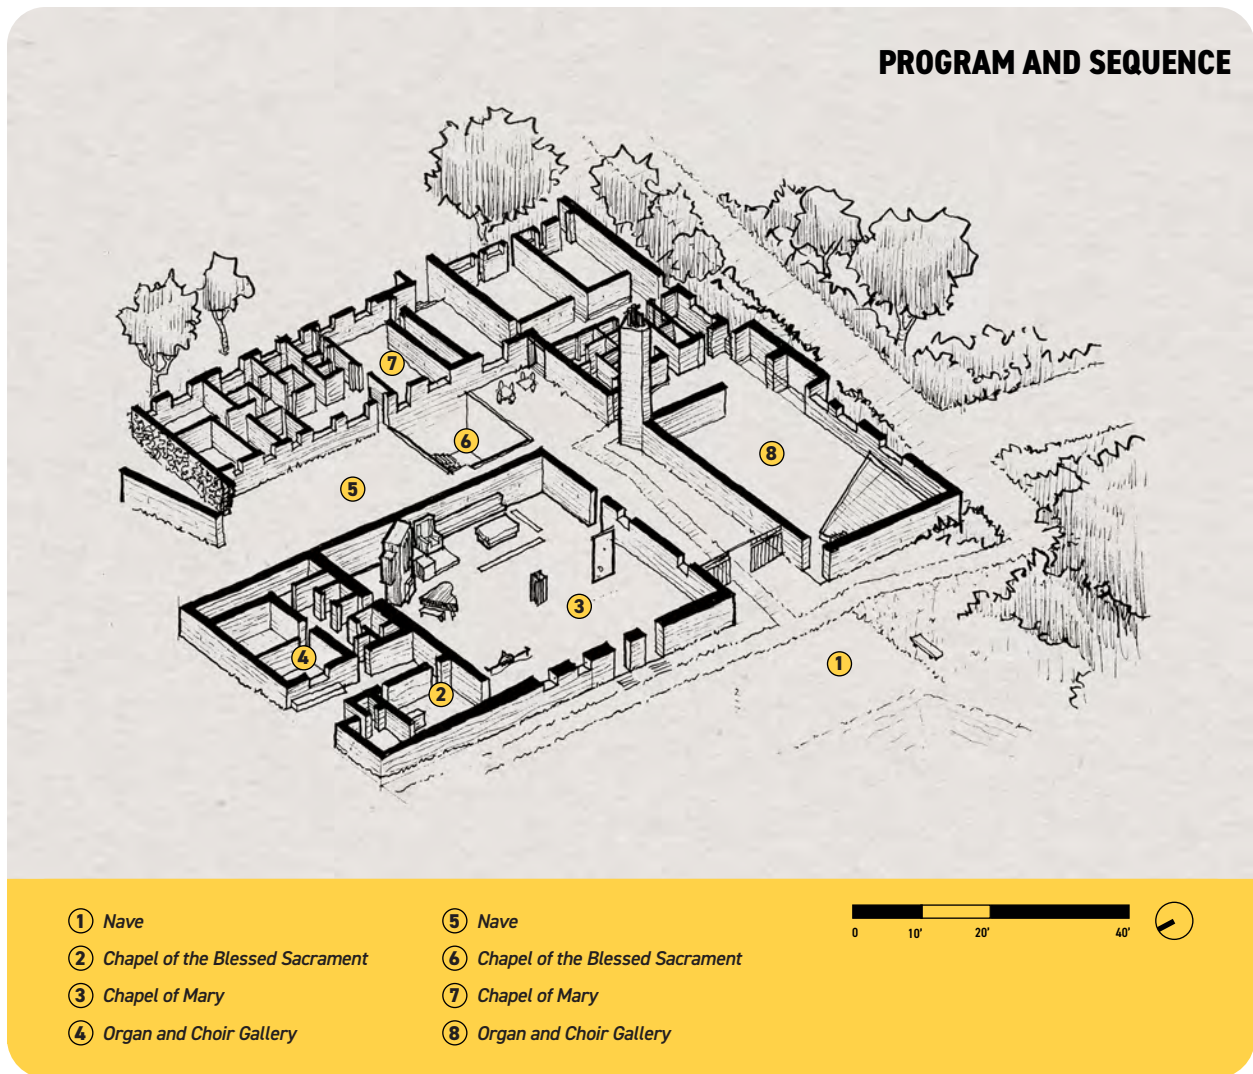 PROGRAM AND SEQUENCE
7
6
8
5
3
1
4
2
1 Nave
2 Chapel of the Blessed Sacrament
3 Chapel of Mary
4 Organ and Choir Gallery
5 Nave
6 Chapel of the Blessed Sacrament
7 Chapel of Mary
8 Organ and Choir Gallery
0 10' 20' 40'